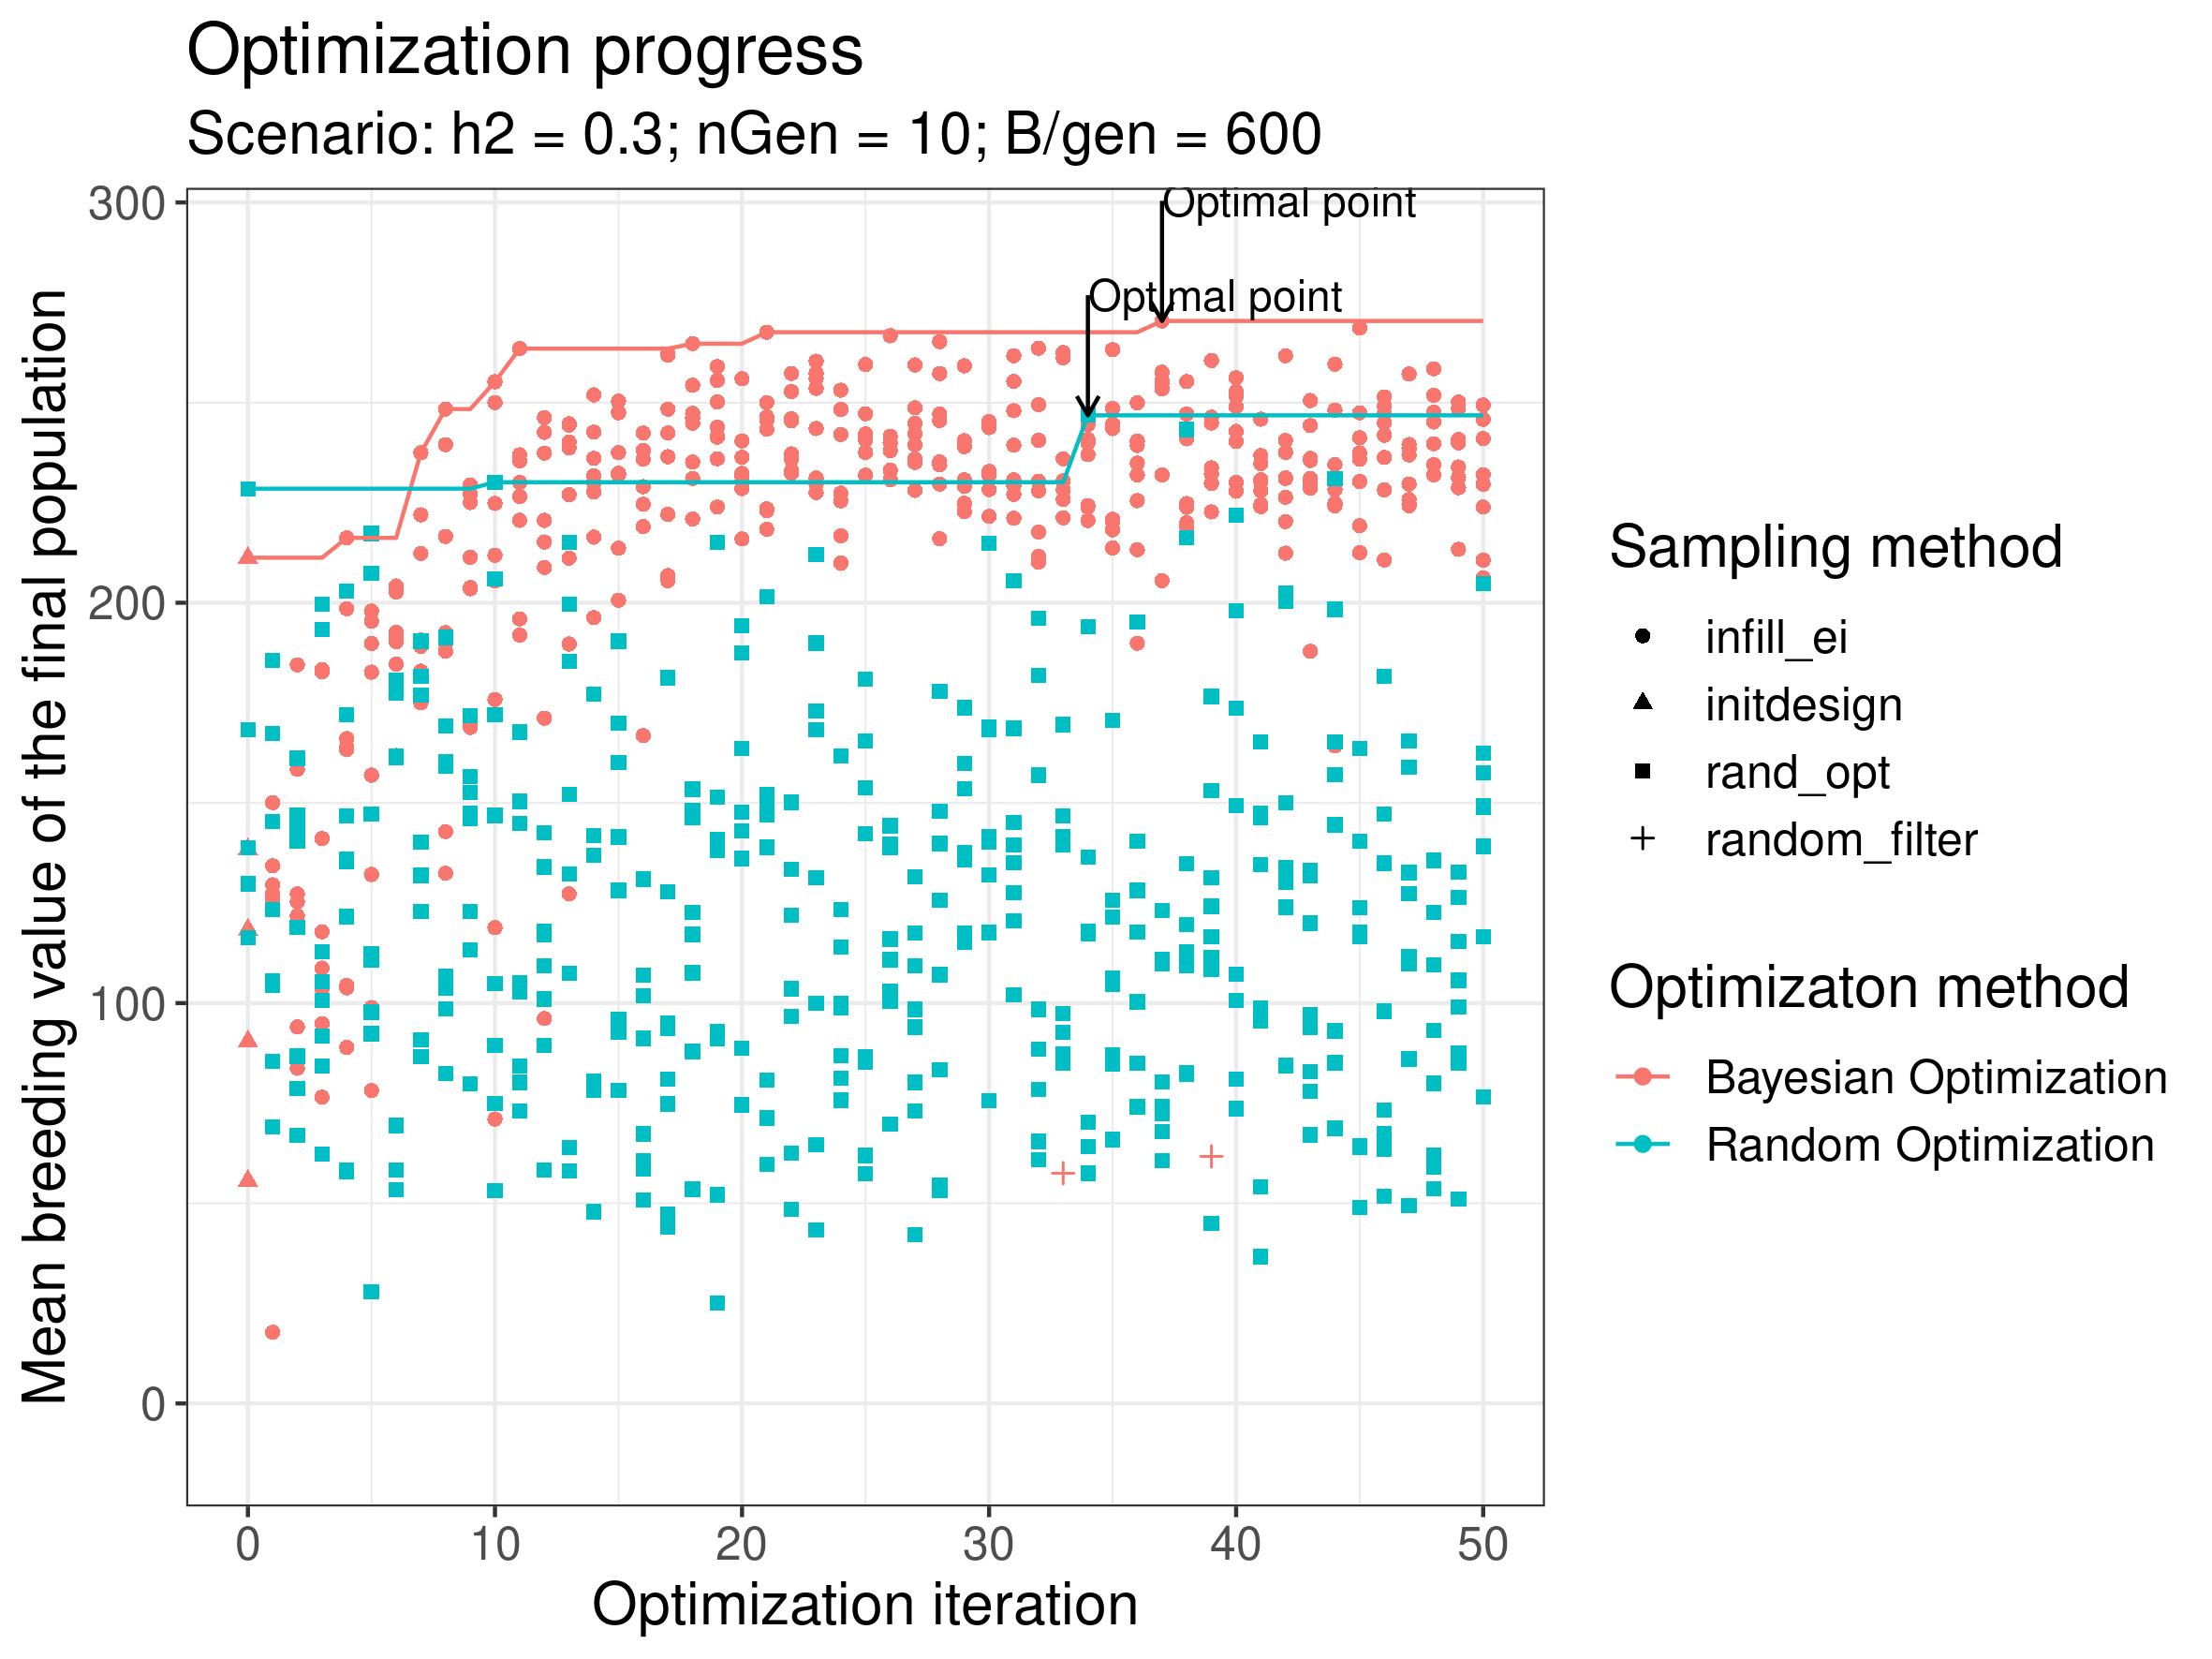 Optimization progress
Scenario: h2 = 0.3; nGen = 10; B/gen = 600
Mean breeding value of the final population
300
200
100
0
Optimal point
Optimal point
0 10 20 30 40 50
Optimization iteration
Sampling method
infill_ei
initdesign
rand_opt
random_filter
Optimizaton method
Bayesian Optimization
Random Optimization